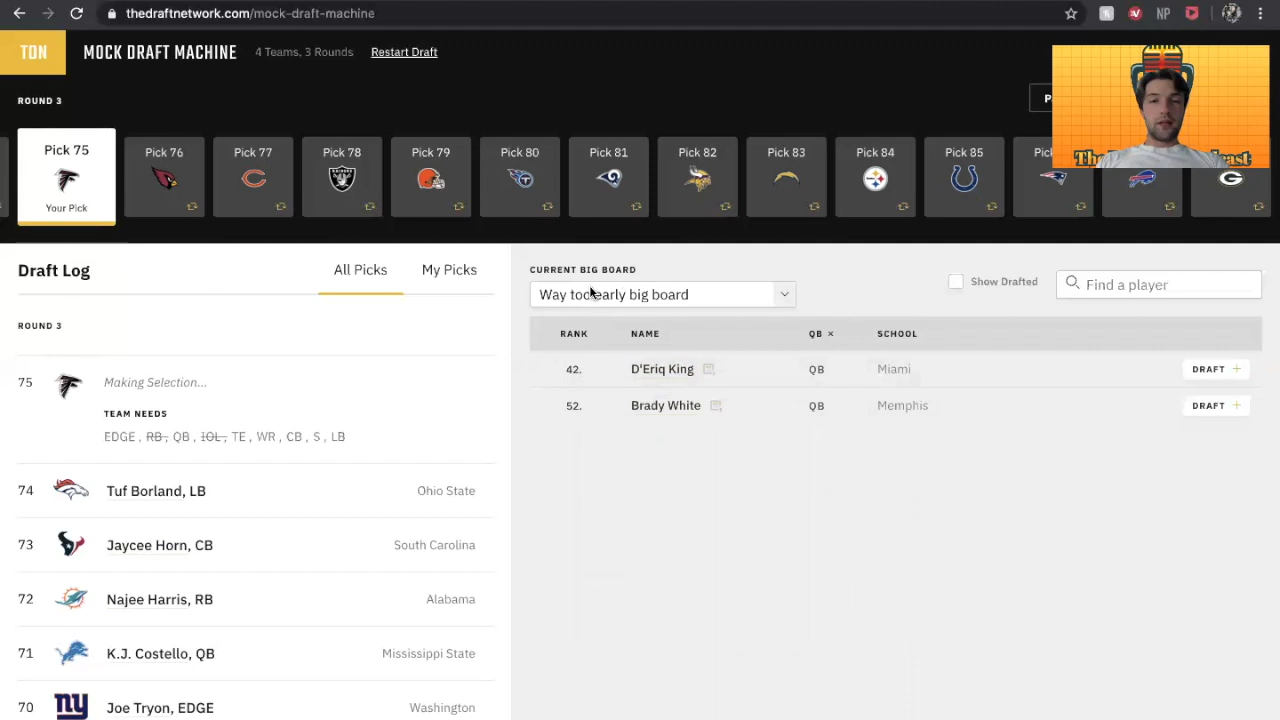 thedraftnetwork.com/mock-draft-machine
NP
TDN MOCK DRAFT MACHINE 4 Teams, 3 Rounds Restart Draft
ROUND 3
Pick 75 Pick 76 Pick 77 Pick 78 Pick 79 Pick 80 Pick 81 Pick 82 Pick 83 Pick 84 Pick 85
Your Pick
Draft Log All Picks My Picks
CURRENT BIG BOARD
Way too early big board
Show Drafted
Find a player
ROUND 3
RANK NAME QB × SCHOOL
42. D'Eriq King QB Miami DRAFT +
52. Brady White QB Memphis DRAFT +
75 Making Selection...
TEAM NEEDS
EDGE , RB , QB , IOL , TE , WR , CB , S , LB
74 Tuf Borland, LB Ohio State
73 Jaycee Horn, CB South Carolina
72 Najee Harris, RB Alabama
71 K.J. Costello, QB Mississippi State
70 Joe Tryon, EDGE Washington